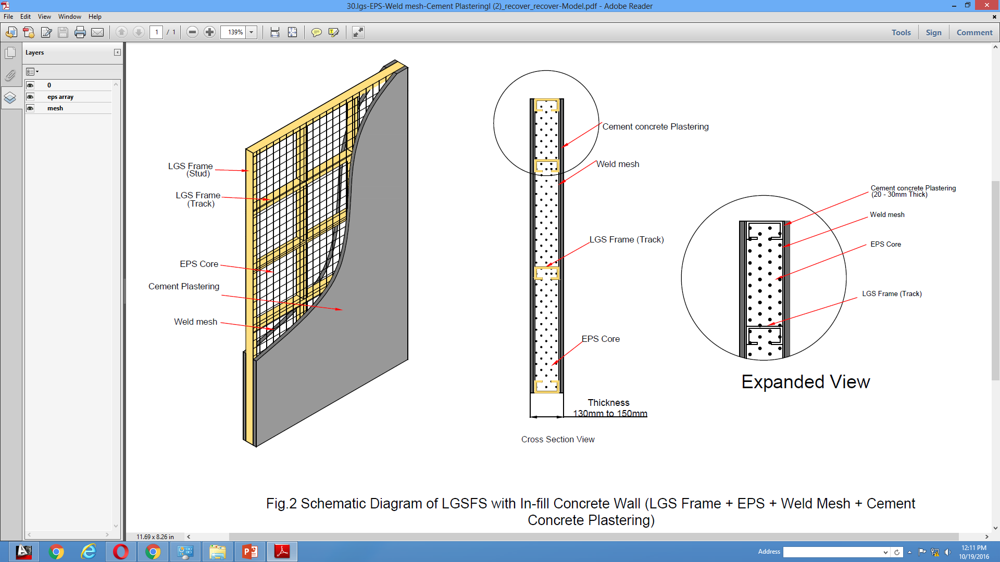 30.lgs-EPS-Weld mesh-Cement Plasteringl (2)_recover_recover-Model.pdf - Adobe Reader
File Edit View Window Help
1 / 1 139% Tools Sign Comment
Layers
0
eps array
mesh
LGS Frame
(Stud)
LGS Frame
(Track)
EPS Core
Cement Plastering
Weld mesh
Cement concrete Plastering
Weld mesh
LGS Frame (Track)
EPS Core
Thickness
130mm to 150mm
Cross Section View
Cement concrete Plastering
(20 - 30mm Thick)
Weld mesh
EPS Core
LGS Frame (Track)
Expanded View
Fig.2 Schematic Diagram of LGSFS with In-fill Concrete Wall (LGS Frame + EPS + Weld Mesh + Cement
Concrete Plastering)
11.69 x 8.26 in
Address
12:11 PM
10/19/2016